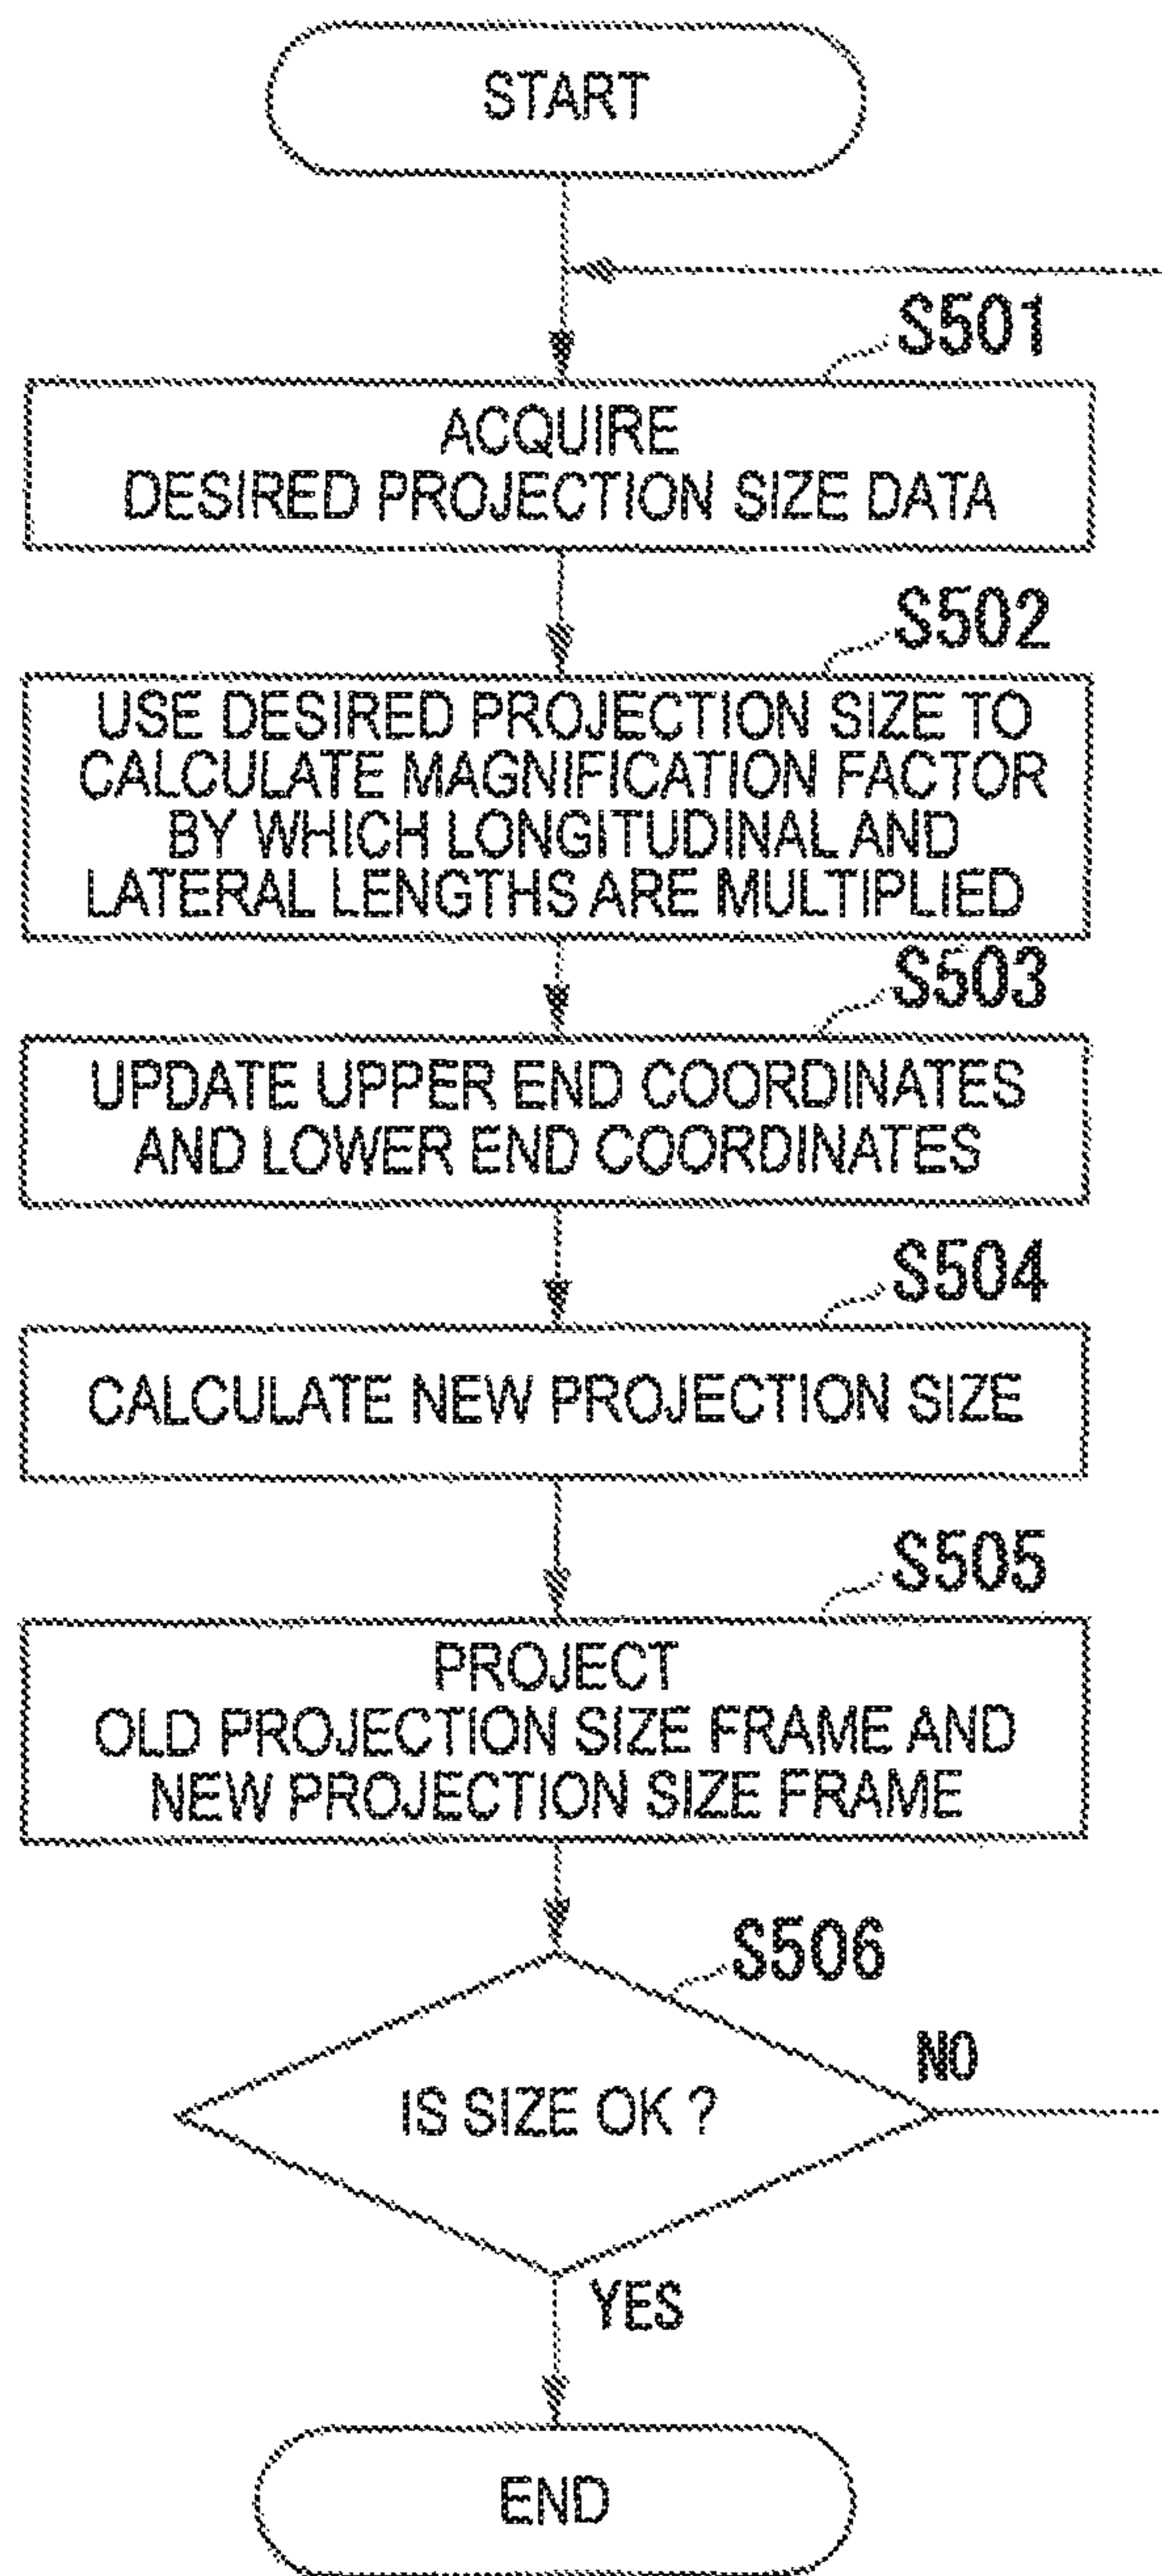 START
S501
ACQUIRE
DESIRED PROJECTION SIZE DATA
S502
USE DESIRED PROJECTION SIZE TO
CALCULATE MAGNIFICATION FACTOR
BY WHICH LONGITUDINAL AND
LATERAL LENGTHS ARE MULTIPLIED
S503
UPDATE UPPER END COORDINATES
AND LOWER END COORDINATES
S504
CALCULATE NEW PROJECTION SIZE
S505
PROJECT
OLD PROJECTION SIZE FRAME AND
NEW PROJECTION SIZE FRAME
S506
NO
IS SIZE OK ?
YES
END